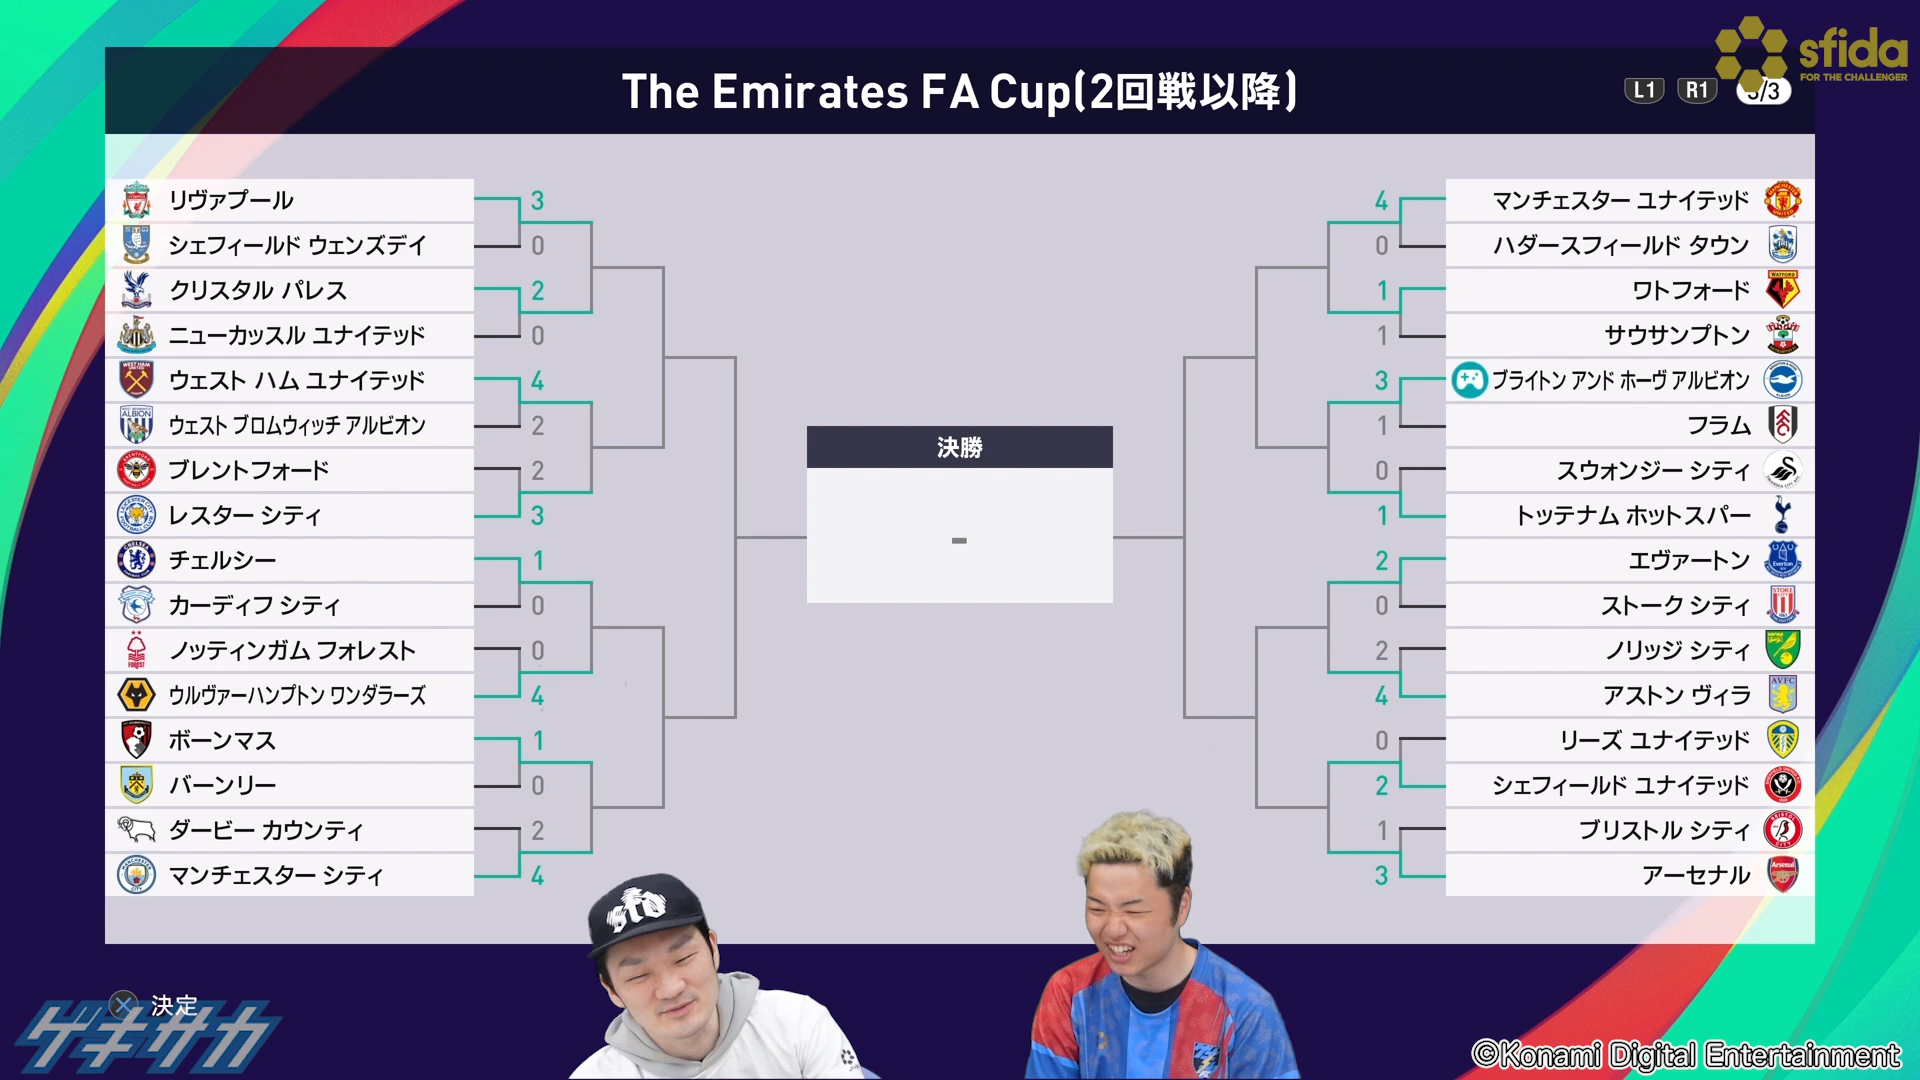 sfida
FOR THE CHALLENGER
The Emirates FA Cup(2回戦以降)
L1 R1 3/3
リヴァプール 3
シェフィールド ウェンズデイ 0
クリスタル パレス 2
ニューカッスル ユナイテッド 0
ウェスト ハム ユナイテッド 4
ウェスト ブロムウィッチ アルビオン 2
ブレントフォード 2
レスター シティ 3
チェルシー 1
カーディフ シティ 0
ノッティンガム フォレスト 0
ウルヴァーハンプトン ワンダラーズ 4
ボーンマス 1
バーンリー 0
ダービー カウンティ 2
マンチェスター シティ 4
決勝
-
4 マンチェスター ユナイテッド
0 ハダースフィールド タウン
1 ワトフォード
1 サウサンプトン
3 ブライトン アンド ホーヴ アルビオン
1 フラム
0 スウォンジー シティ
1 トッテナム ホットスパー
2 エヴァートン
0 ストーク シティ
2 ノリッジ シティ
4 アストン ヴィラ
0 リーズ ユナイテッド
2 シェフィールド ユナイテッド
1 ブリストル シティ
3 アーセナル
決定
ゲキサカ
©Konami Digital Entertainment